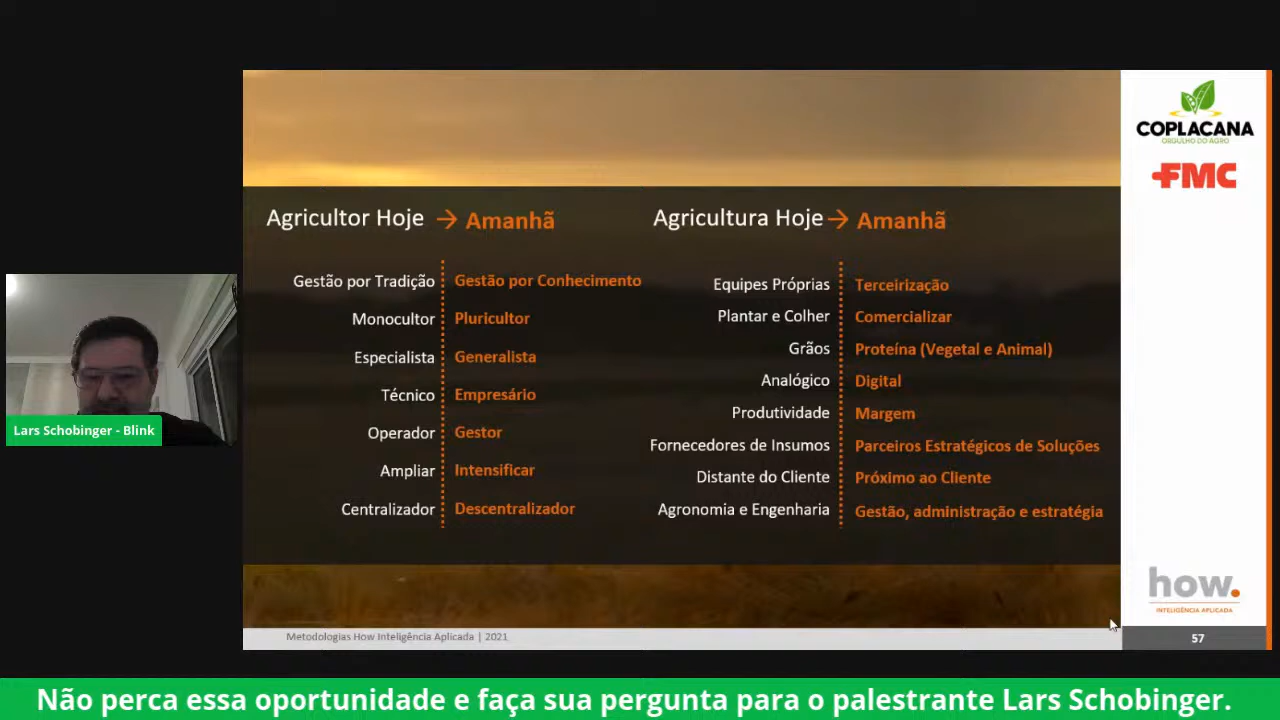 COPLACANA
ORGULHO DO AGRO
FMC
Agricultor Hoje → Amanhã
Gestão por Tradição Gestão por Conhecimento
Monocultor Pluricultor
Especialista Generalista
Técnico Empresário
Operador Gestor
Ampliar Intensificar
Centralizador Descentralizador
Agricultura Hoje → Amanhã
Equipes Próprias Terceirização
Plantar e Colher Comercializar
Grãos Proteína (Vegetal e Animal)
Analógico Digital
Produtividade Margem
Fornecedores de Insumos Parceiros Estratégicos de Soluções
Distante do Cliente Próximo ao Cliente
Agronomia e Engenharia Gestão, administração e estratégia
Lars Schobinger - Blink
how.
INTELIGÊNCIA APLICADA
Metodologias How Inteligência Aplicada | 2021
57
Não perca essa oportunidade e faça sua pergunta para o palestrante Lars Schobinger.